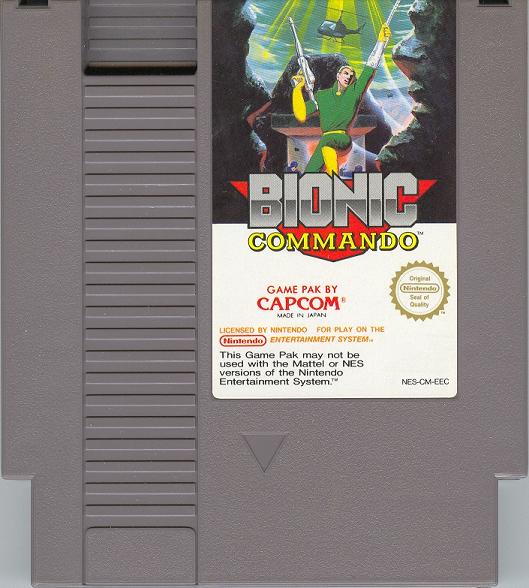 BIONIC
COMMANDO™
GAME PAK BY
CAPCOM®
MADE IN JAPAN
Original
Nintendo
Seal of
Quality
TM
LICENSED BY NINTENDO FOR PLAY ON THE
Nintendo ENTERTAINMENT SYSTEM™
This Game Pak may not be
used with the Mattel or NES
versions of the Nintendo
Entertainment System.™
NES-CM-EEC